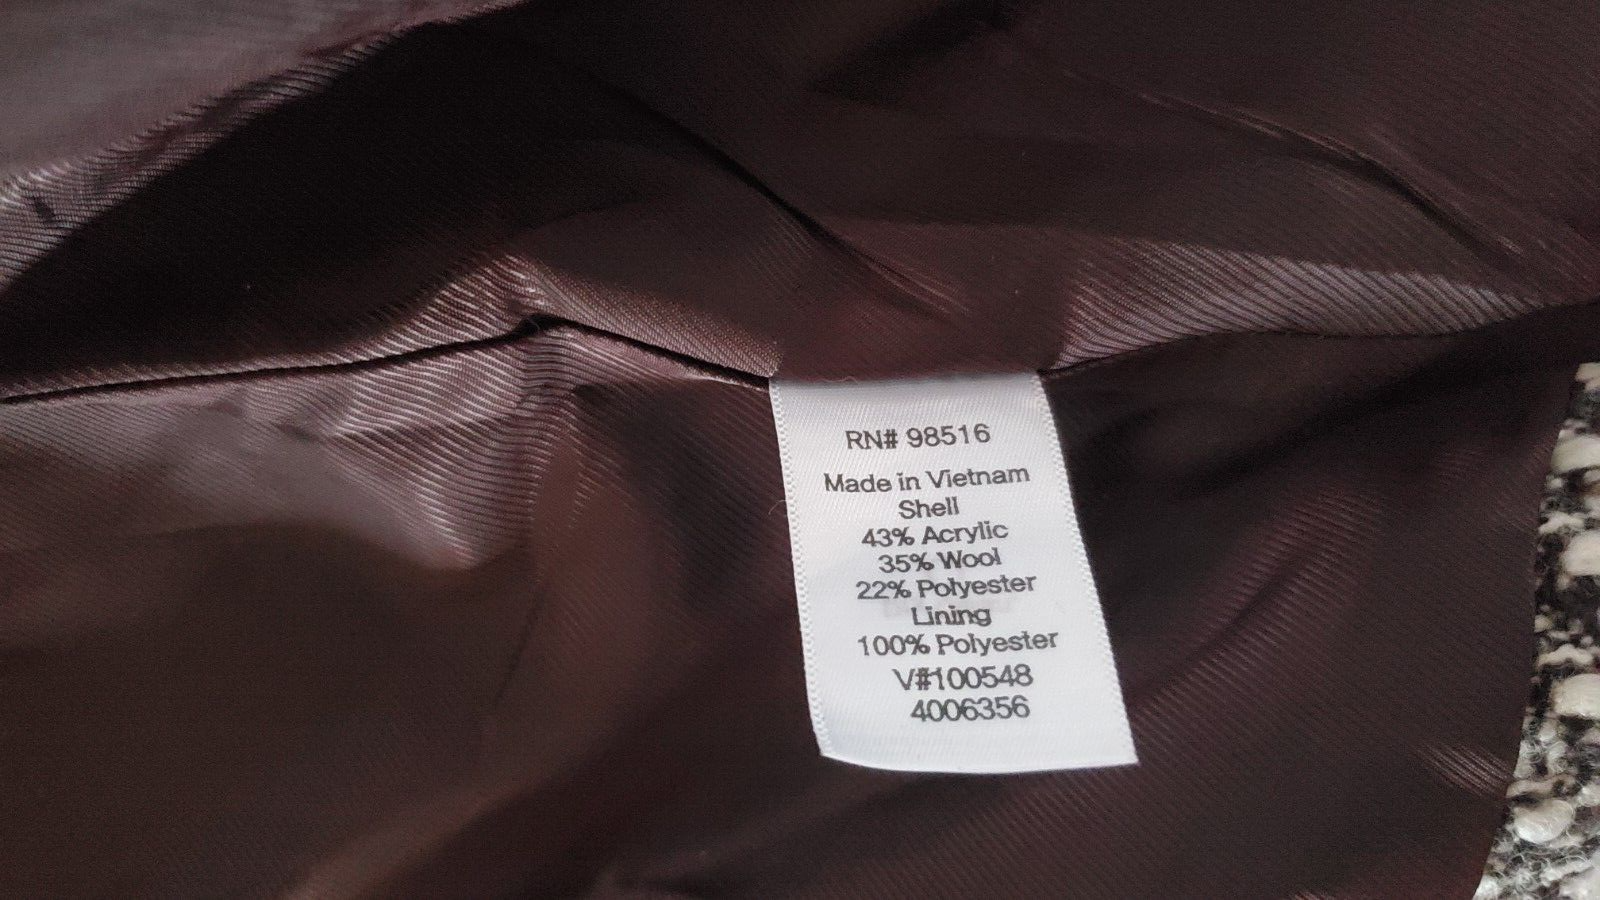 RN# 98516
Made in Vietnam
Shell
43% Acrylic
35% Wool
22% Polyester
Lining
100% Polyester
V#100548
4006356